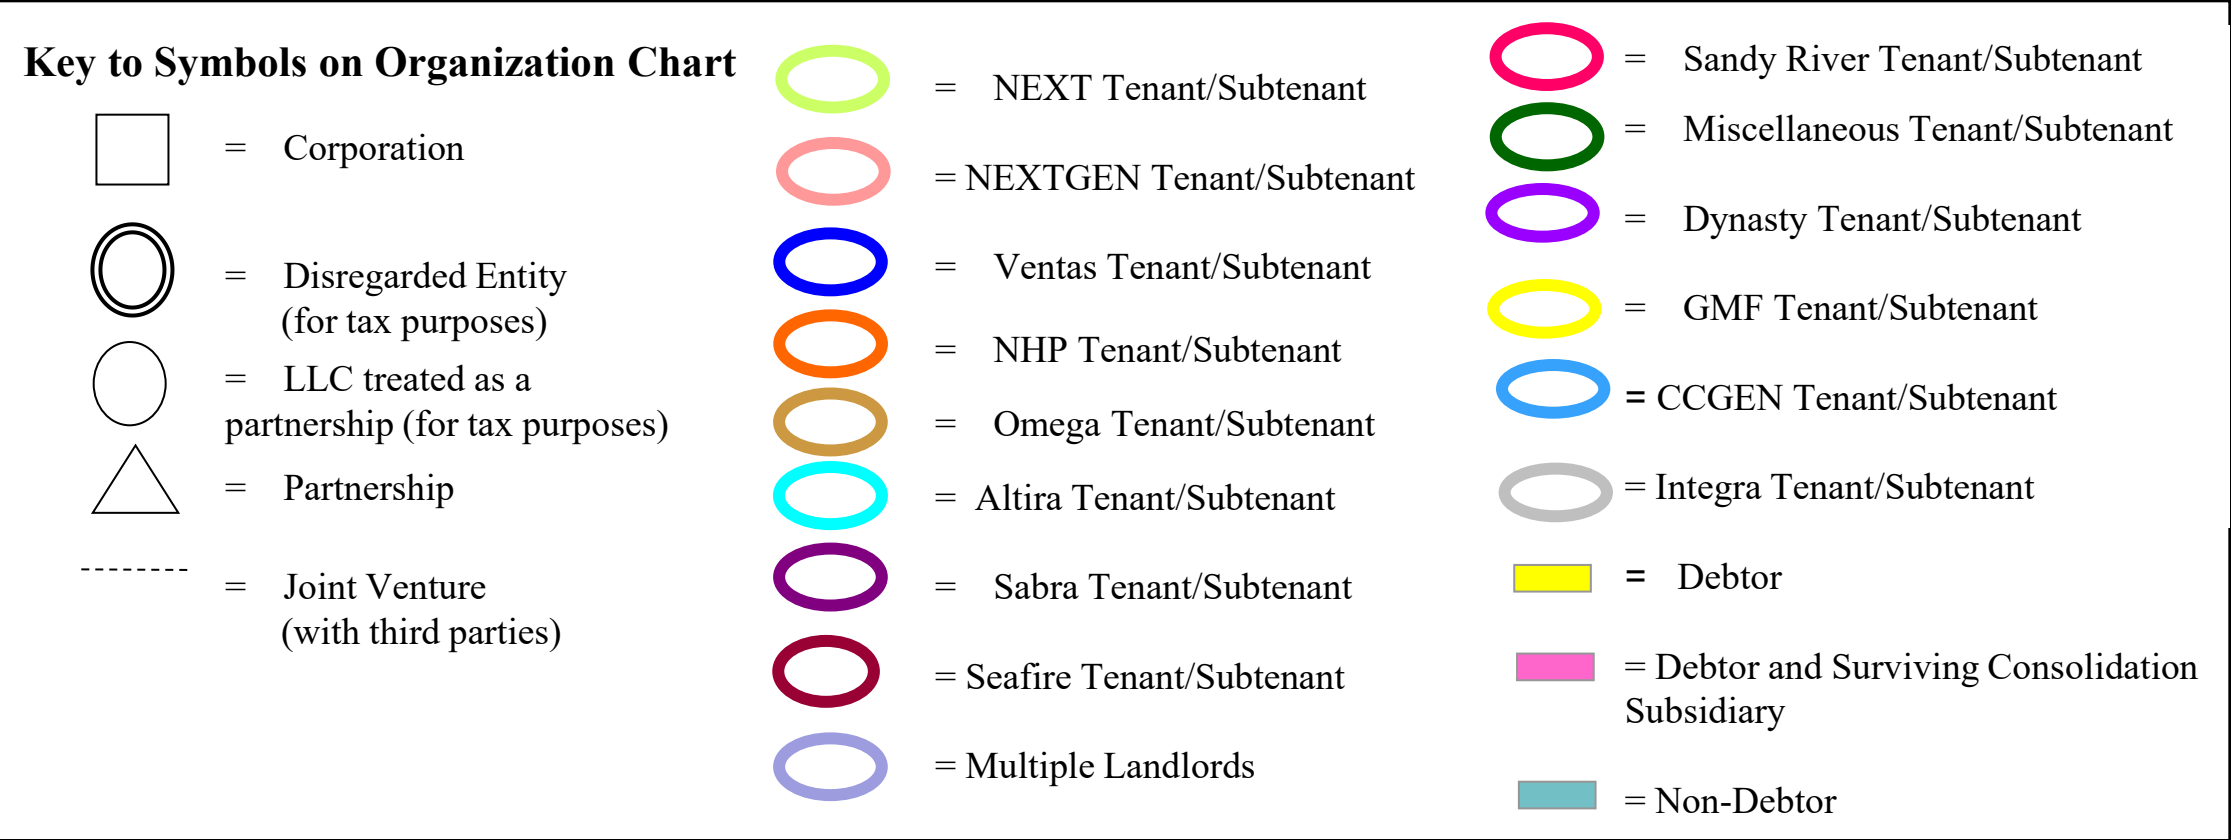 Key to Symbols on Organization Chart
= Corporation
= Disregarded Entity
(for tax purposes)
= LLC treated as a
partnership (for tax purposes)
= Partnership
= Joint Venture
(with third parties)
= NEXT Tenant/Subtenant
= NEXTGEN Tenant/Subtenant
= Ventas Tenant/Subtenant
= NHP Tenant/Subtenant
= Omega Tenant/Subtenant
= Altira Tenant/Subtenant
= Sabra Tenant/Subtenant
= Seafire Tenant/Subtenant
= Multiple Landlords
= Sandy River Tenant/Subtenant
= Miscellaneous Tenant/Subtenant
= Dynasty Tenant/Subtenant
= GMF Tenant/Subtenant
= CCGEN Tenant/Subtenant
= Integra Tenant/Subtenant
= Debtor
= Debtor and Surviving Consolidation
Subsidiary
= Non-Debtor